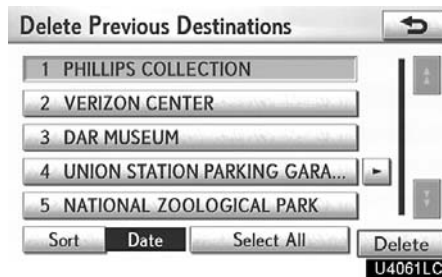 Delete Previous Destinations
1 PHILLIPS COLLECTION
2 VERIZON CENTER
3 DAR MUSEUM
4 UNION STATION PARKING GARA...
5 NATIONAL ZOOLOGICAL PARK
Sort Date Select All Delete
U4061LC